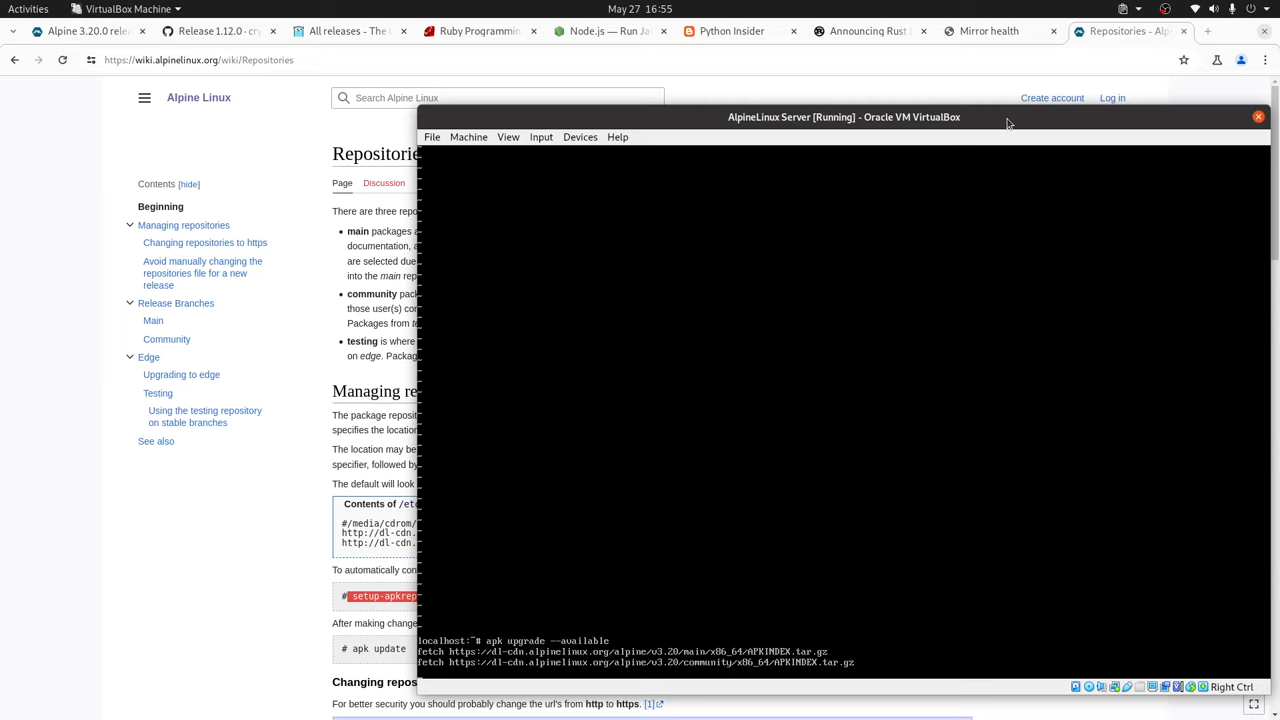 Activities
VirtualBox Machine
May 27 16:55
Alpine 3.20.0 rele
Release 1.12.0 · cry
All releases - The
Ruby Programmin
Node.js — Run Ja
Python Insider
Announcing Rust 1
Mirror health
Repositories - Alp
https://wiki.alpinelinux.org/wiki/Repositories
Alpine Linux
Search Alpine Linux
Create account
Log in
AlpineLinux Server [Running] - Oracle VM VirtualBox
File Machine View Input Devices Help
Contents [hide]
Beginning
Managing repositories
Changing repositories to https
Avoid manually changing the
repositories file for a new
release
Release Branches
Main
Community
Edge
Upgrading to edge
Testing
Using the testing repository
on stable branches
See also
Repositorie
Page Discussion
There are three repo
main packages a
documentation, a
are selected due
into the main rep
community pack
those user(s) con
Packages from te
testing is where
on edge. Packag
Managing re
The package reposit
specifies the location
The location may be
specifier, followed by
The default will look
Contents of /etc
#/media/cdrom/
http://dl-cdn.
http://dl-cdn.
To automatically con
# setup-apkrep
After making change
# apk update
Changing repos
For better security you should probably change the url's from http to https. [1]
localhost:~# apk upgrade --available
fetch https://dl-cdn.alpinelinux.org/alpine/v3.20/main/x86_64/APKINDEX.tar.gz
fetch https://dl-cdn.alpinelinux.org/alpine/v3.20/community/x86_64/APKINDEX.tar.gz
Right Ctrl